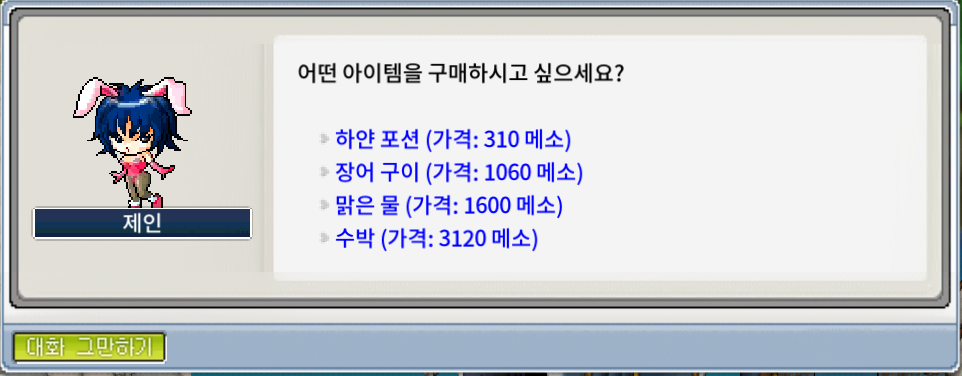 어떤 아이템을 구매하시고 싶으세요?
하얀 포션 (가격: 310 메소)
장어 구이 (가격: 1060 메소)
맑은 물 (가격: 1600 메소)
수박 (가격: 3120 메소)
제인
대화 그만하기